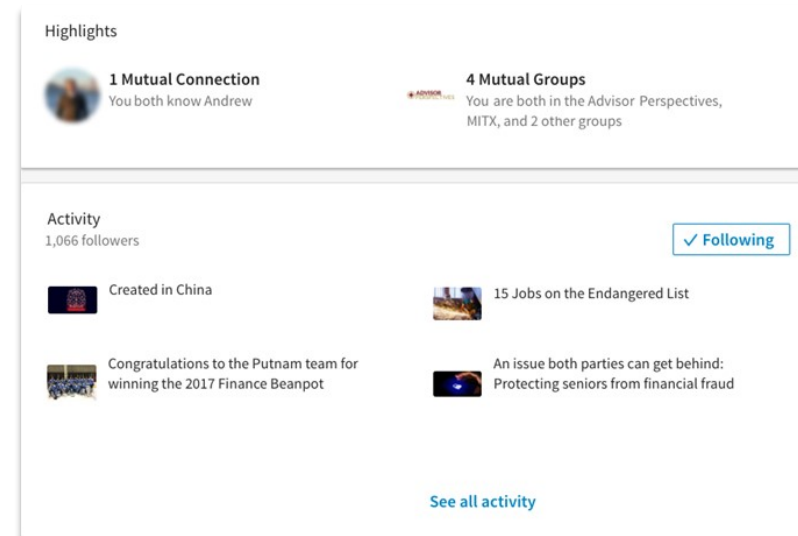 Highlights
1 Mutual Connection
You both know Andrew
ADVISOR
PERSPECTIVES
4 Mutual Groups
You are both in the Advisor Perspectives,
MITX, and 2 other groups
Activity
1,066 followers
✓ Following
Created in China
15 Jobs on the Endangered List
Congratulations to the Putnam team for
winning the 2017 Finance Beanpot
An issue both parties can get behind:
Protecting seniors from financial fraud
See all activity